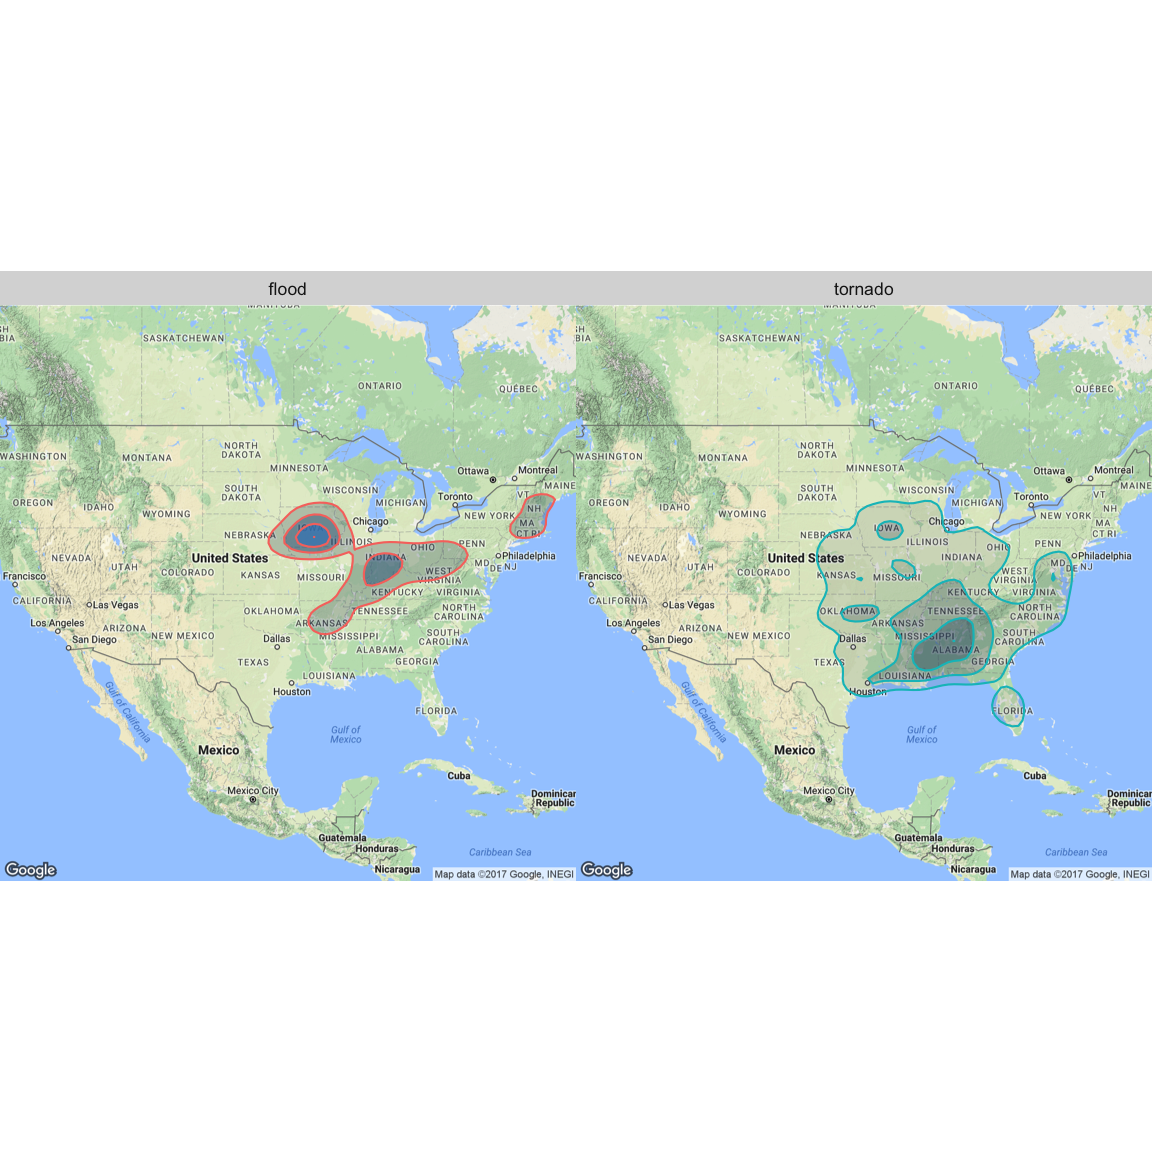 flood
MANITOBA
SH
BIA
SASKATCHEWAN
ONTARIO
QUÉBEC
NORTH
DAKOTA
WASHINGTON
MONTANA
MINNESOTA
Ottawa
Montreal
MAINE
SOUTH
DAKOTA
WISCONSIN
OREGON
IDAHO
WYOMING
MICHIGAN
Toronto
VT
NH
NEW YORK
MA
CT RI
Chicago
NEBRASKA
ILLINOIS
INDIANA
OHIO
PENN
United States
Philadelphia
NEVADA
UTAH
COLORADO
KANSAS
MISSOURI
WEST
VIRGINIA
MD
DE
NJ
Francisco
CALIFORNIA
Las Vegas
KENTUCKY
VIRGINIA
OKLAHOMA
TENNESSEE
NORTH
CAROLINA
Los Angeles
ARIZONA
NEW MEXICO
ARKANSAS
San Diego
Dallas
MISSISSIPPI
SOUTH
CAROLINA
ALABAMA
TEXAS
GEORGIA
LOUISIANA
Houston
Gulf of
California
FLORIDA
Gulf of
Mexico
Mexico
Cuba
Mexico City
Dominican
Republic
Guatemala
Honduras
Caribbean Sea
Nicaragua
Google
Map data ©2017 Google, INEGI
tornado
MANITOBA
SH
BIA
SASKATCHEWAN
ONTARIO
QUÉBEC
NORTH
DAKOTA
WASHINGTON
MONTANA
MINNESOTA
Ottawa
Montreal
MAINE
SOUTH
DAKOTA
WISCONSIN
OREGON
IDAHO
WYOMING
MICHIGAN
Toronto
VT
NH
NEW YORK
MA
CT RI
IOWA
Chicago
NEBRASKA
ILLINOIS
INDIANA
OHIO
PENN
United States
Philadelphia
NEVADA
UTAH
COLORADO
KANSAS
MISSOURI
WEST
VIRGINIA
MD
DE
NJ
Francisco
CALIFORNIA
Las Vegas
KENTUCKY
VIRGINIA
OKLAHOMA
TENNESSEE
NORTH
CAROLINA
Los Angeles
ARIZONA
NEW MEXICO
ARKANSAS
San Diego
Dallas
MISSISSIPPI
SOUTH
CAROLINA
ALABAMA
TEXAS
GEORGIA
LOUISIANA
Houston
Gulf of
California
FLORIDA
Gulf of
Mexico
Mexico
Cuba
Mexico City
Dominican
Republic
Guatemala
Honduras
Caribbean Sea
Nicaragua
Google
Map data ©2017 Google, INEGI